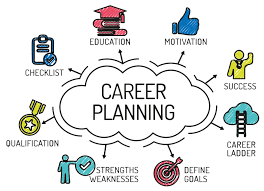 EDUCATION
MOTIVATION
CHECKLIST
SUCCESS
CAREER
PLANNING
QUALIFICATION
CAREER
LADDER
STRENGTHS
WEAKNESSES
DEFINE
GOALS